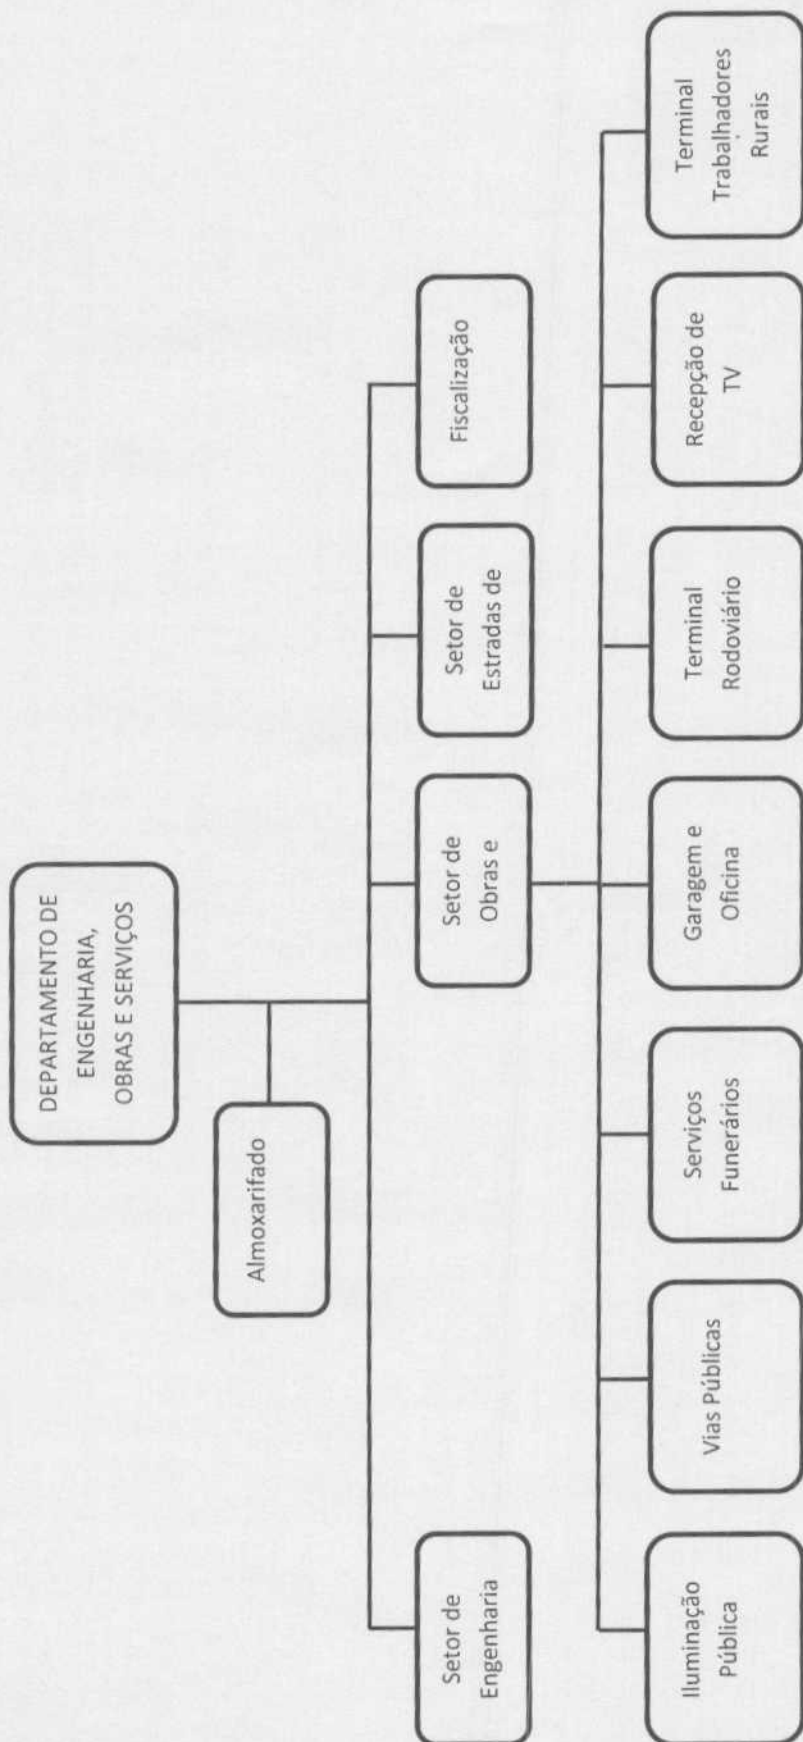 DEPARTAMENTO DE
ENGENHARIA,
OBRAS E SERVIÇOS
Almoxarifado
Setor de
Engenharia
Setor de
Obras e
Setor de
Estradas de
Fiscalização
Iluminação
Pública
Vias Públicas
Serviços
Funerários
Garagem e
Oficina
Terminal
Rodoviário
Recepção de
TV
Terminal
Trabalhadores
Rurais